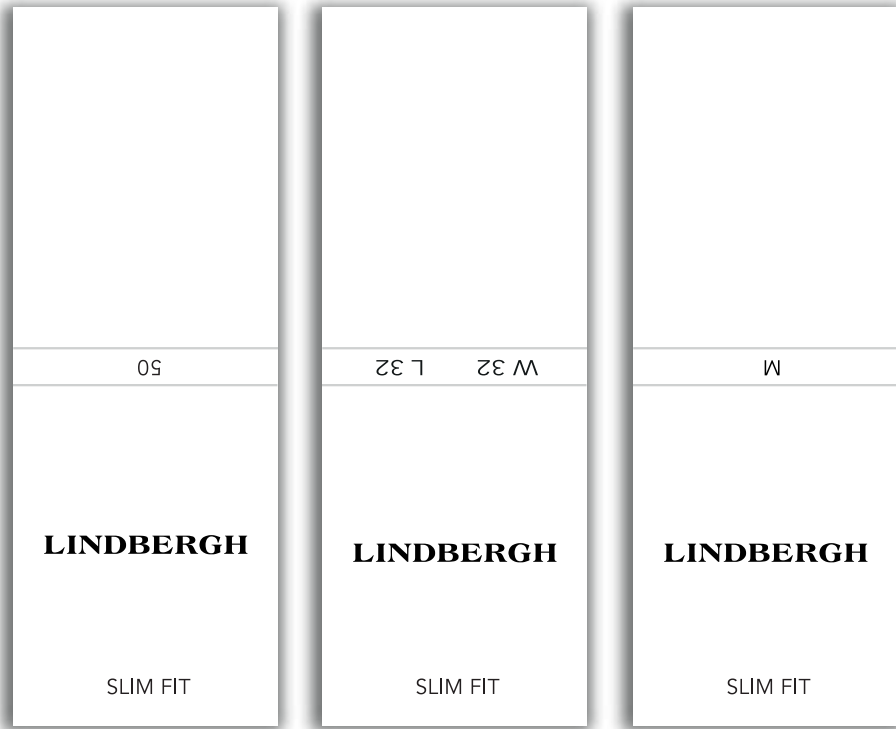 50
LINDBERGH
SLIM FIT
W 32 L 32
LINDBERGH
SLIM FIT
M
LINDBERGH
SLIM FIT